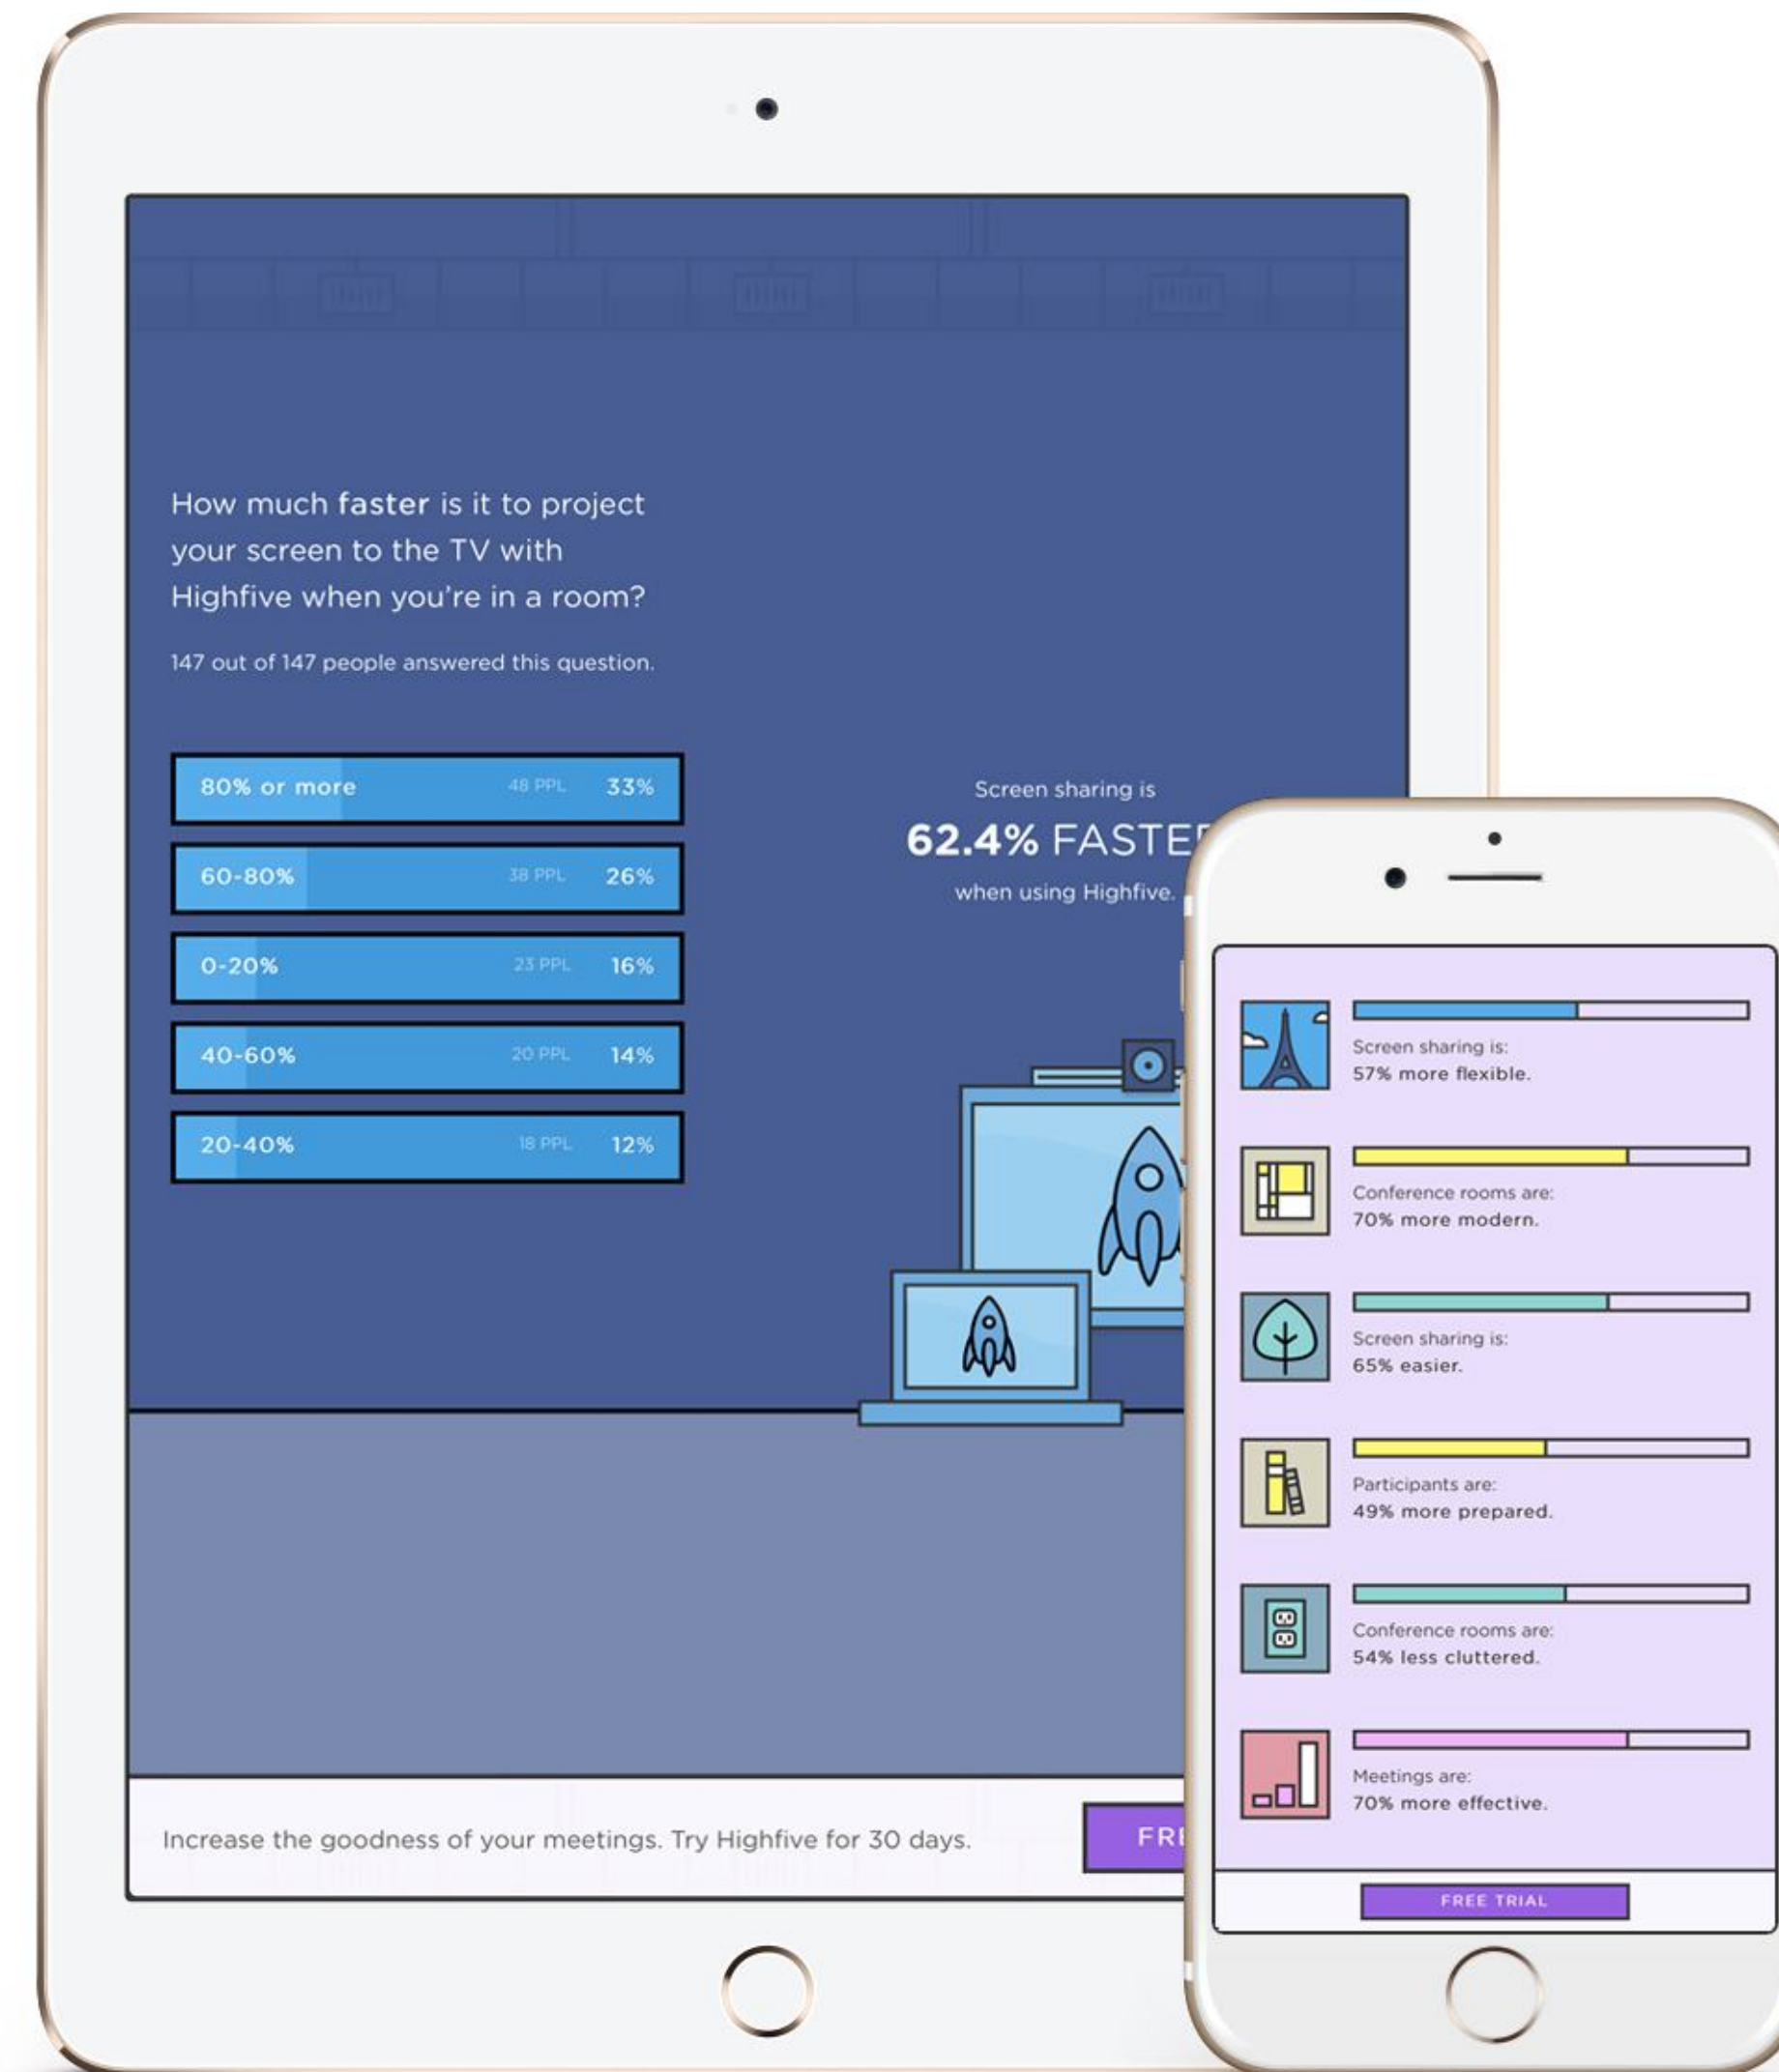 How much faster is it to project
your screen to the TV with
Highfive when you're in a room?
147 out of 147 people answered this question.
80% or more 48 PPL 33%
60-80% 38 PPL 26%
0-20% 23 PPL 16%
40-60% 20 PPL 14%
20-40% 18 PPL 12%
Screen sharing is
62.4% FASTER
when using Highfive.
Increase the goodness of your meetings. Try Highfive for 30 days.
Screen sharing is:
57% more flexible.
Conference rooms are:
70% more modern.
Screen sharing is:
65% easier.
Participants are:
49% more prepared.
Conference rooms are:
54% less cluttered.
Meetings are:
70% more effective.
FREE TRIAL